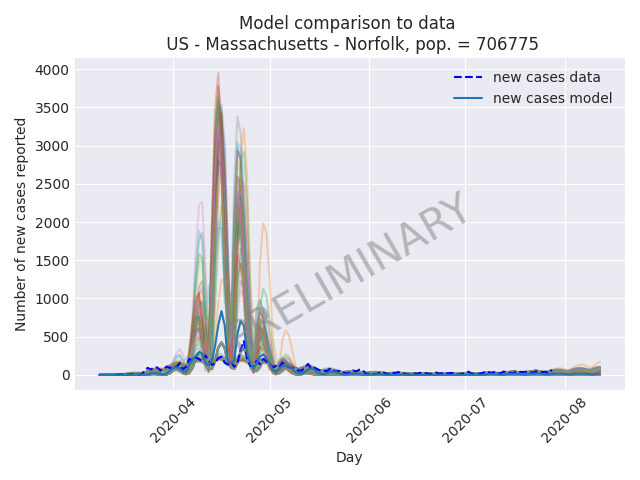 Model comparison to data
US - Massachusetts - Norfolk, pop. = 706775
Number of new cases reported
4000
3500
3000
2500
2000
1500
1000
500
0
new cases data
new cases model
PRELIMINARY
2020-04
2020-05
2020-06
2020-07
2020-08
Day